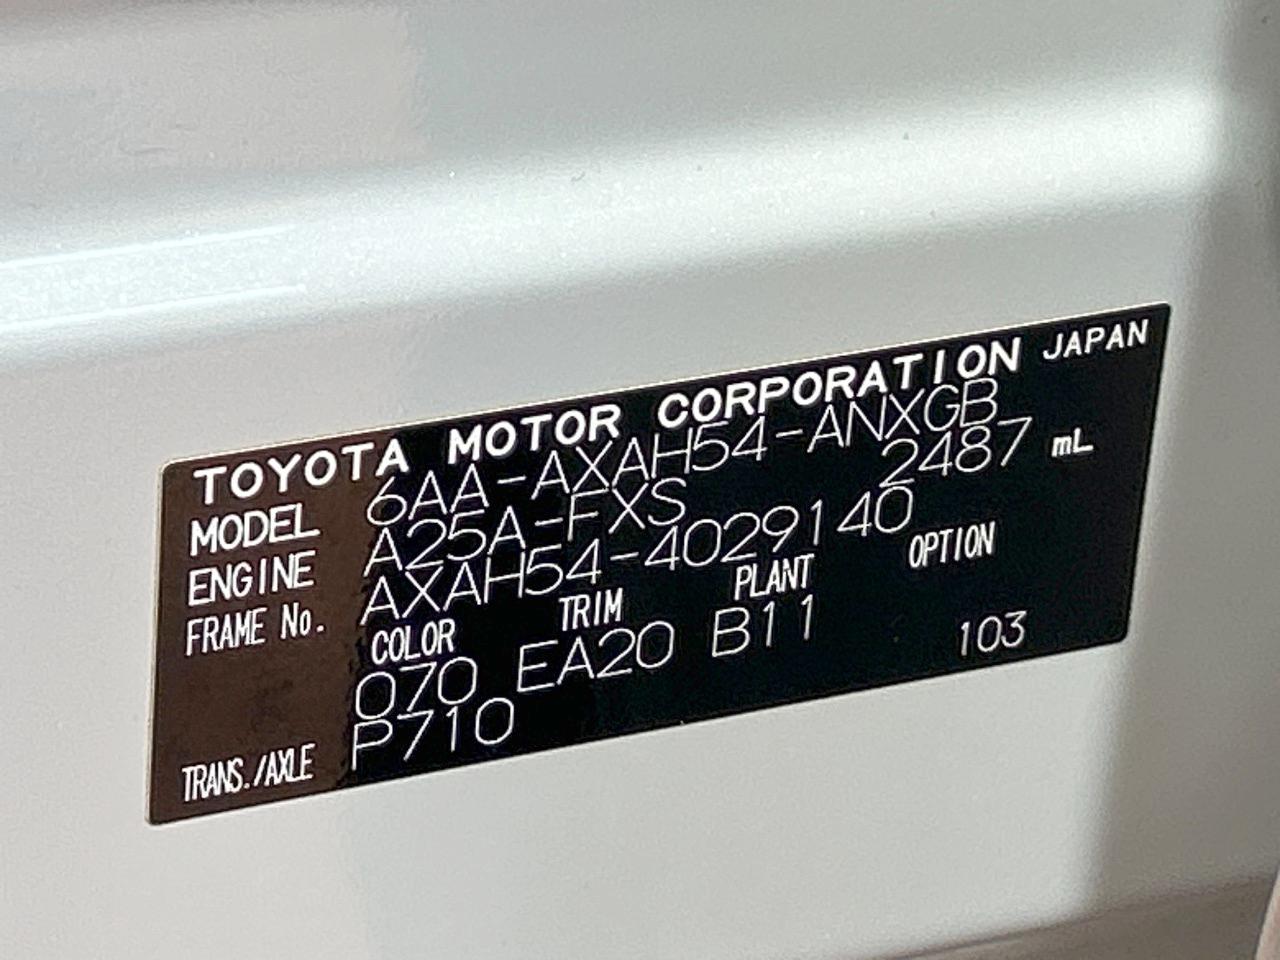 TOYOTA MOTOR CORPORATION JAPAN
MODEL 6AA-AXAH54-ANXGB
ENGINE A25A-FXS 2487 mL
FRAME No. AXAH54-4029140
COLOR TRIM PLANT OPTION
070 EA20 B11 103
TRANS./AXLE P710